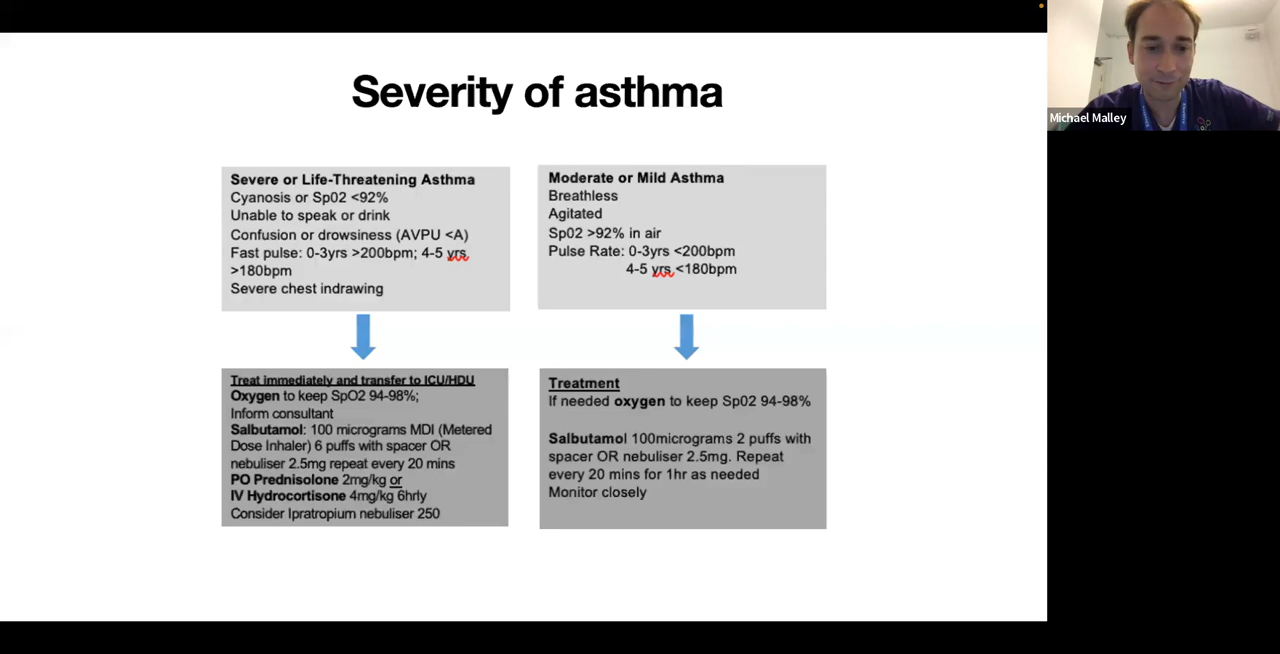 Severity of asthma
Michael Malley
Severe or Life-Threatening Asthma
Cyanosis or Sp02 <92%
Unable to speak or drink
Confusion or drowsiness (AVPU <A)
Fast pulse: 0-3yrs >200bpm; 4-5 yrs
>180bpm
Severe chest indrawing
Moderate or Mild Asthma
Breathless
Agitated
Sp02 >92% in air
Pulse Rate: 0-3yrs <200bpm
4-5 yrs <180bpm
Treat immediately and transfer to ICU/HDU
Oxygen to keep SpO2 94-98%;
Inform consultant
Salbutamol: 100 micrograms MDI (Metered
Dose Inhaler) 6 puffs with spacer OR
nebuliser 2.5mg repeat every 20 mins
PO Prednisolone 2mg/kg or
IV Hydrocortisone 4mg/kg 6hrly
Consider Ipratropium nebuliser 250
Treatment
If needed oxygen to keep Sp02 94-98%
Salbutamol 100micrograms 2 puffs with
spacer OR nebuliser 2.5mg. Repeat
every 20 mins for 1hr as needed
Monitor closely